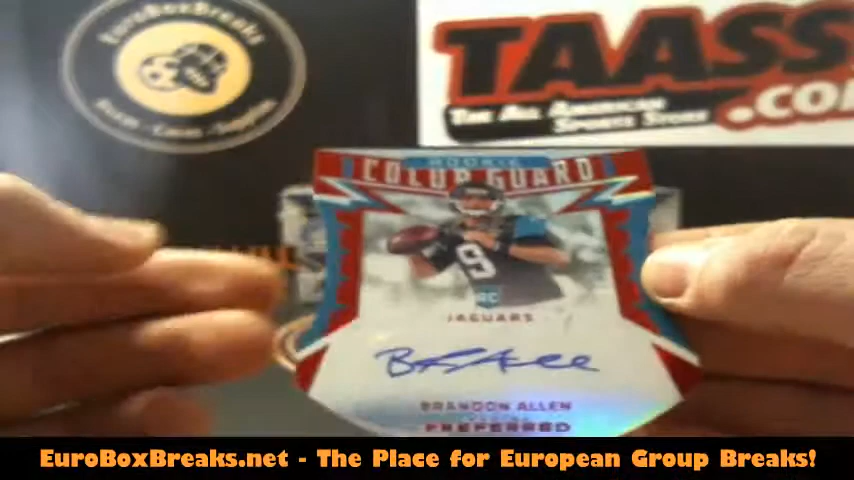 EuroBoxBreaks
TAASS
THE ALL AMERICAN
SPORTS STORE
.COM
ROOKIE
COLOR GUARD
9
RC
JAGUARS
BRANDON ALLEN
PREFERRED
EuroBoxBreaks.net - The Place for European Group Breaks!